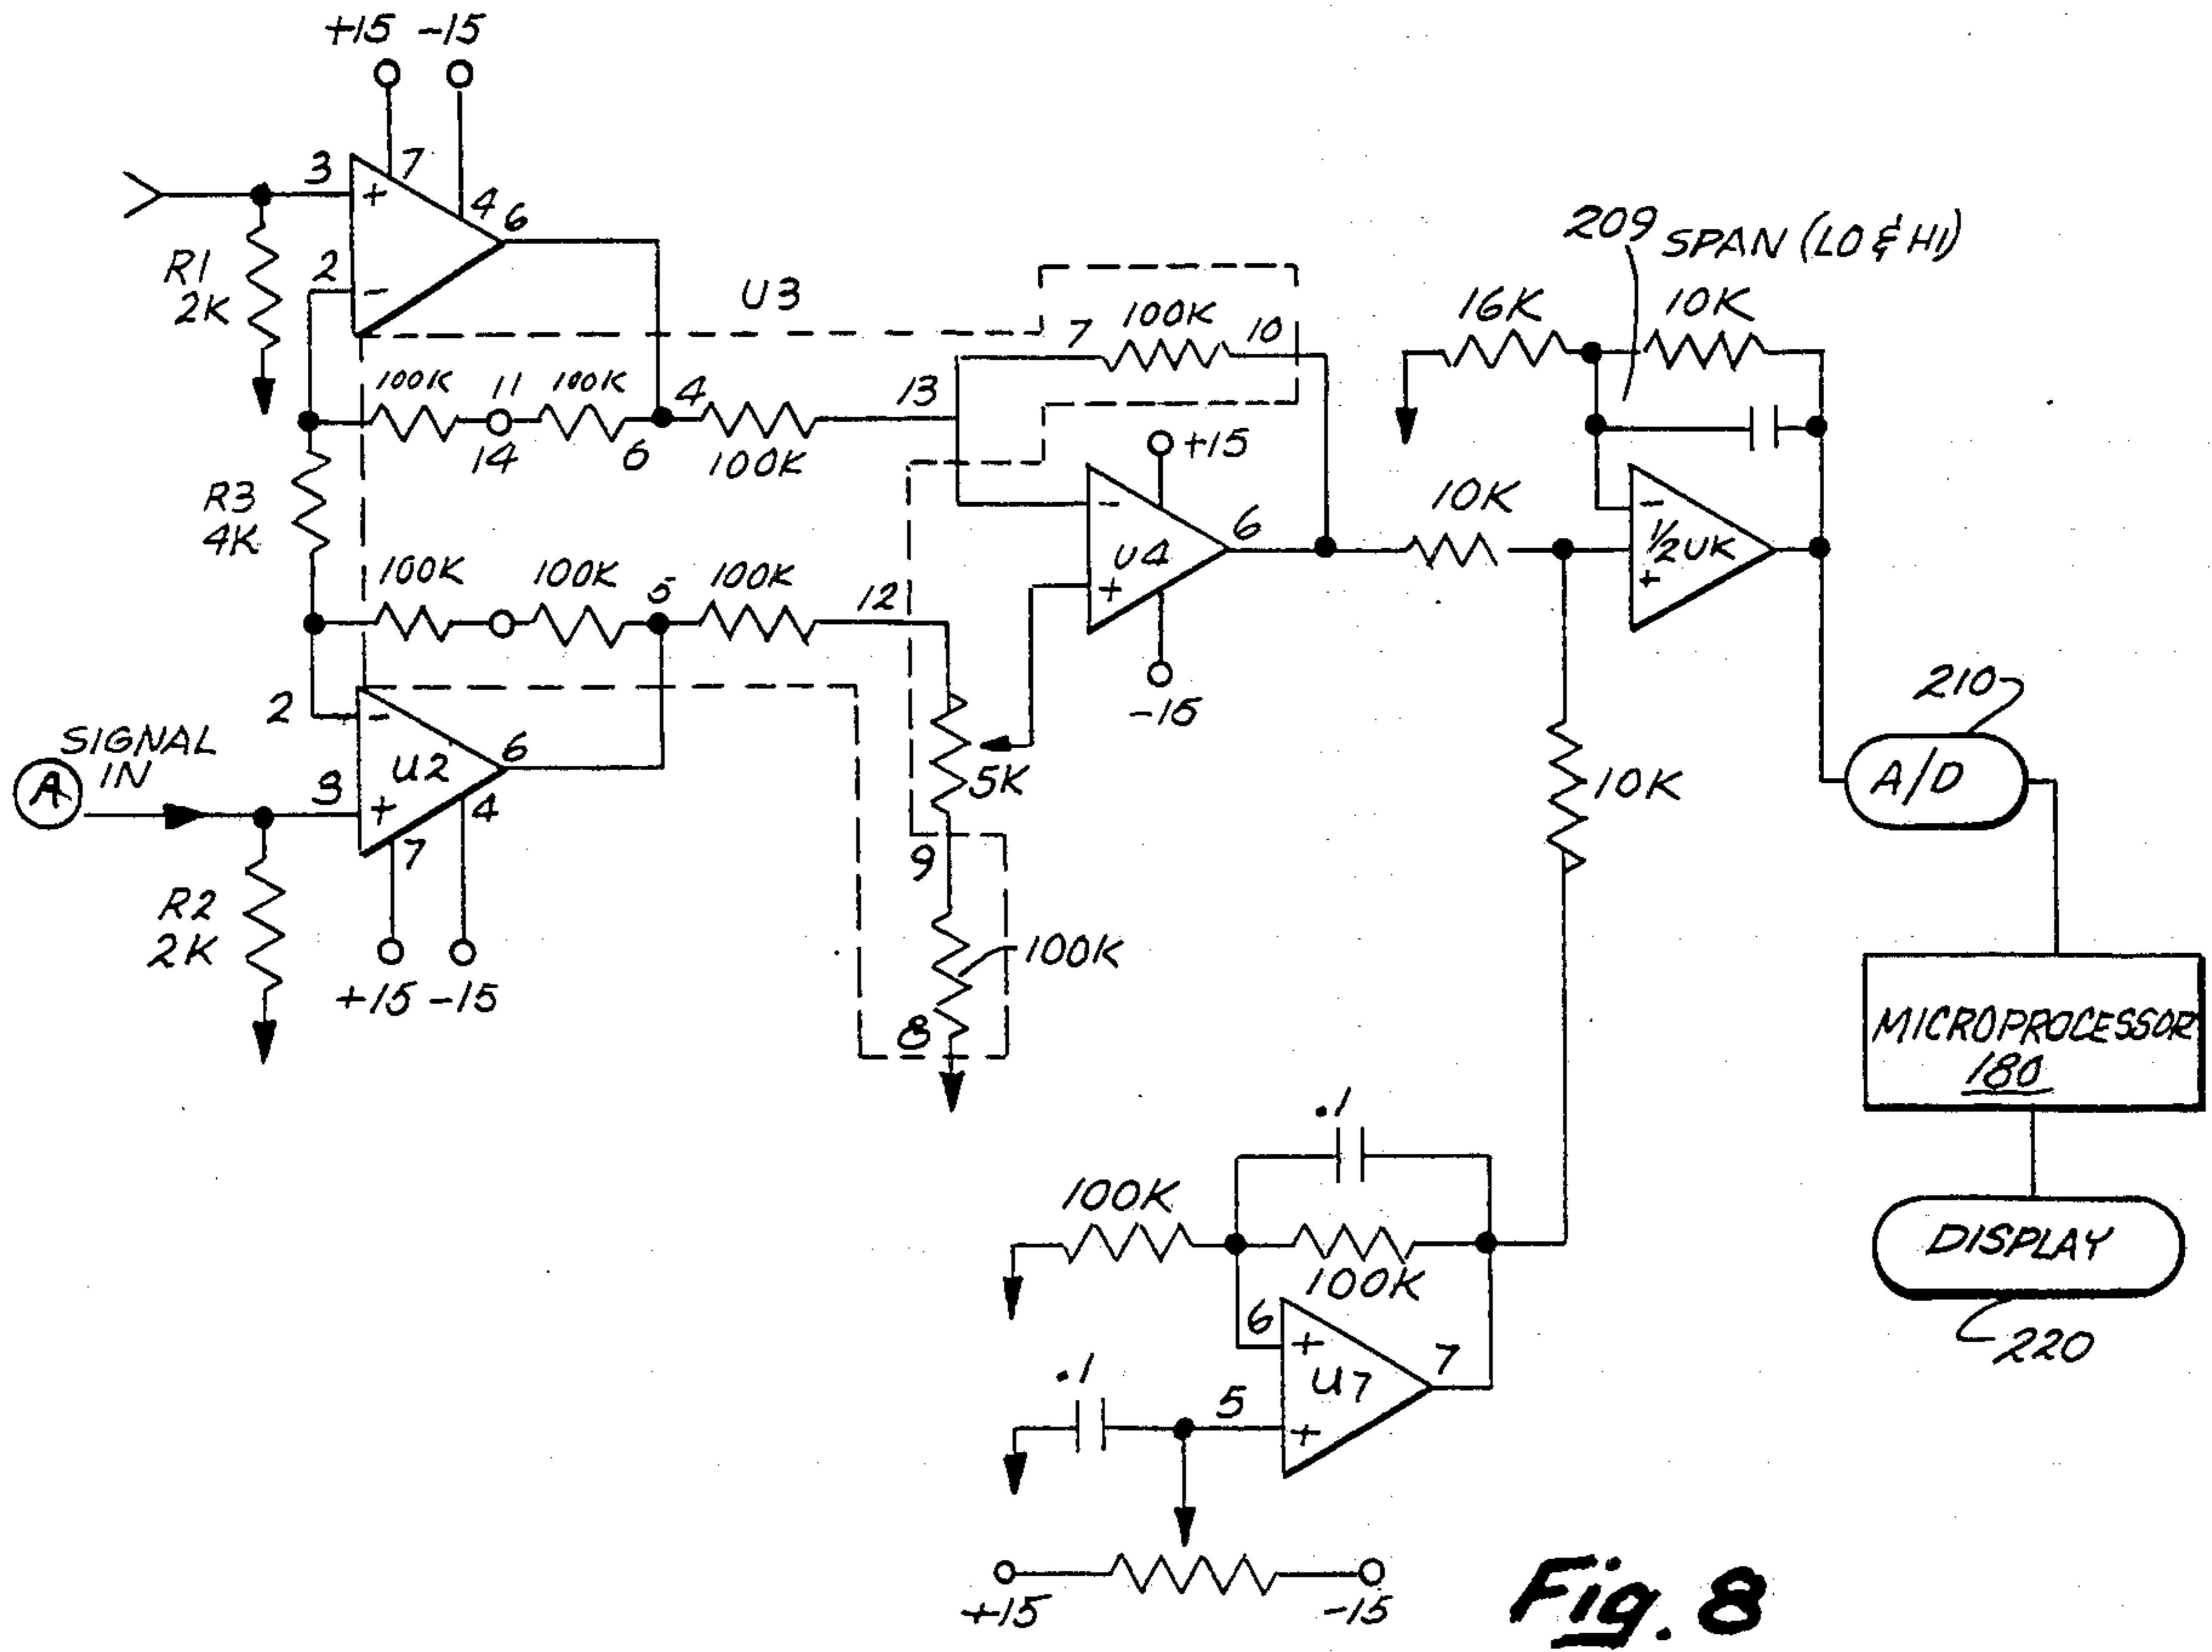 +15 -15
3
7
+
4
6
R1
2K
2
-
U3
209 SPAN (LO & HI)
16K
10K
7
100K
10
100K
11
100K
4
13
14
6
100K
+15
R3
4K
10K
-
-
U4
6
1/2 UK
+
+
100K
100K
5
100K
12
-15
2
-
210
SIGNAL
IN
A
U2
6
5K
10K
A/D
3
+
4
7
9
R2
2K
100K
+15 -15
8
MICROPROCESSOR
180
.1
100K
DISPLAY
100K
6
+
220
.1
U7
7
5
+
+15
-15
Fig. 8